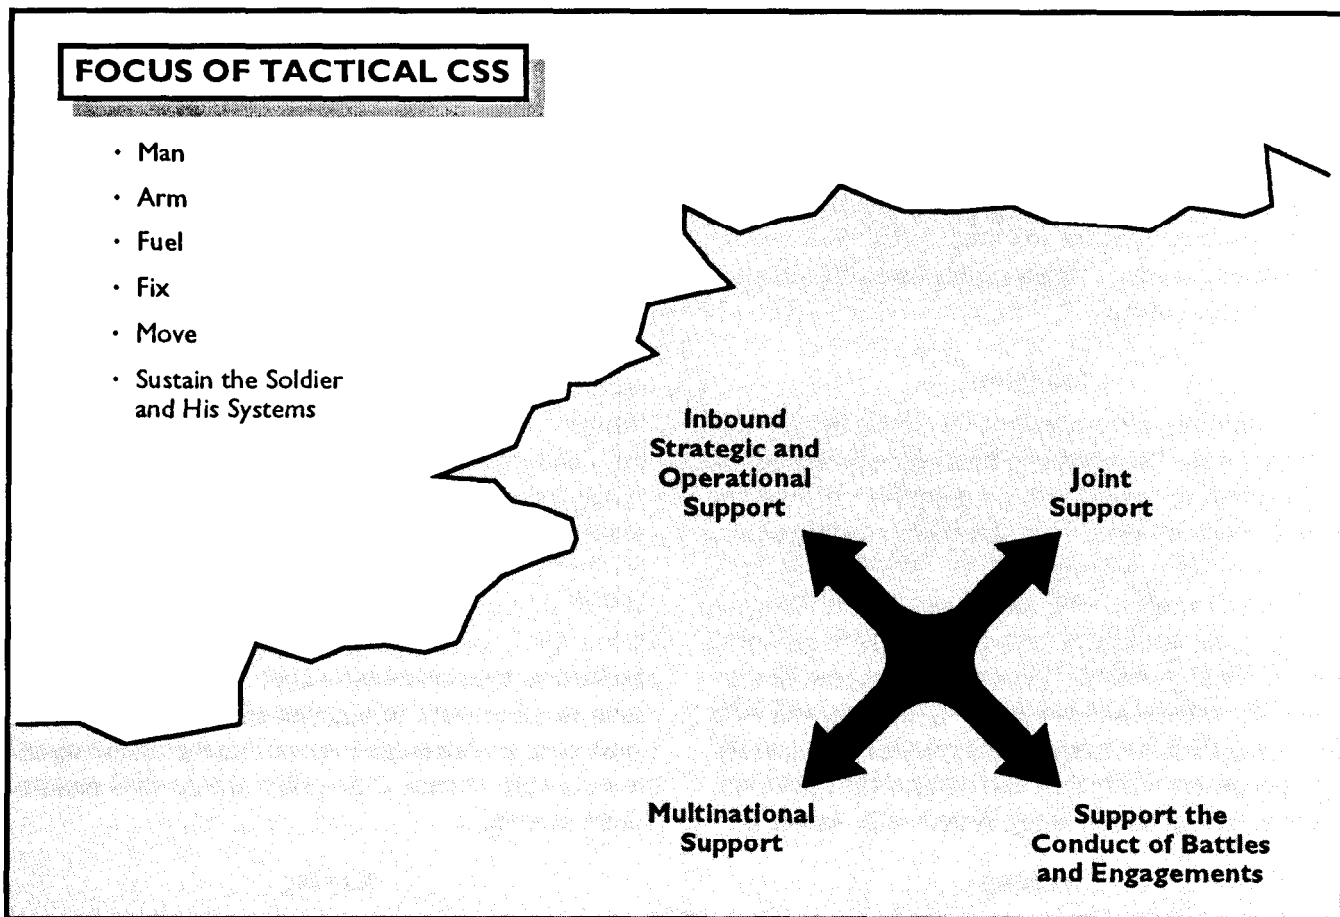 FOCUS OF TACTICAL CSS
· Man
· Arm
· Fuel
· Fix
· Move
· Sustain the Soldier
and His Systems
Inbound
Strategic and
Operational
Support
Joint
Support
Multinational
Support
Support the
Conduct of Battles
and Engagements